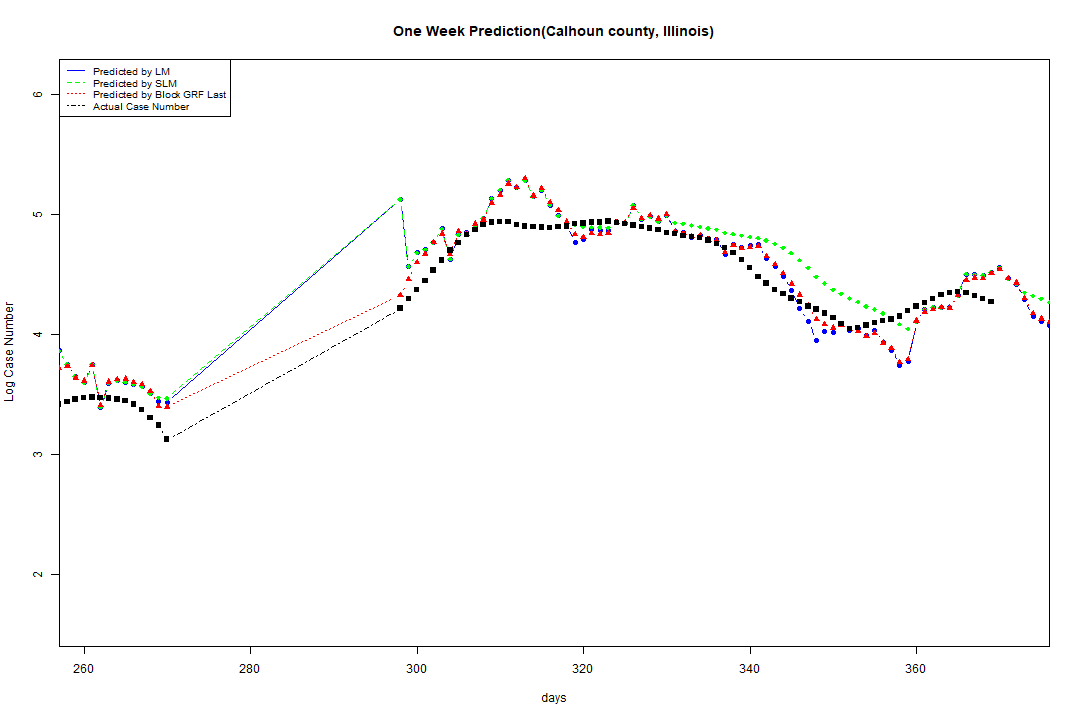 One Week Prediction(Calhoun county, Illinois)
Predicted by LM
Predicted by SLM
Predicted by Block GRF Last
Actual Case Number
6
5
4
3
2
Log Case Number
260 280 300 320 340 360
days